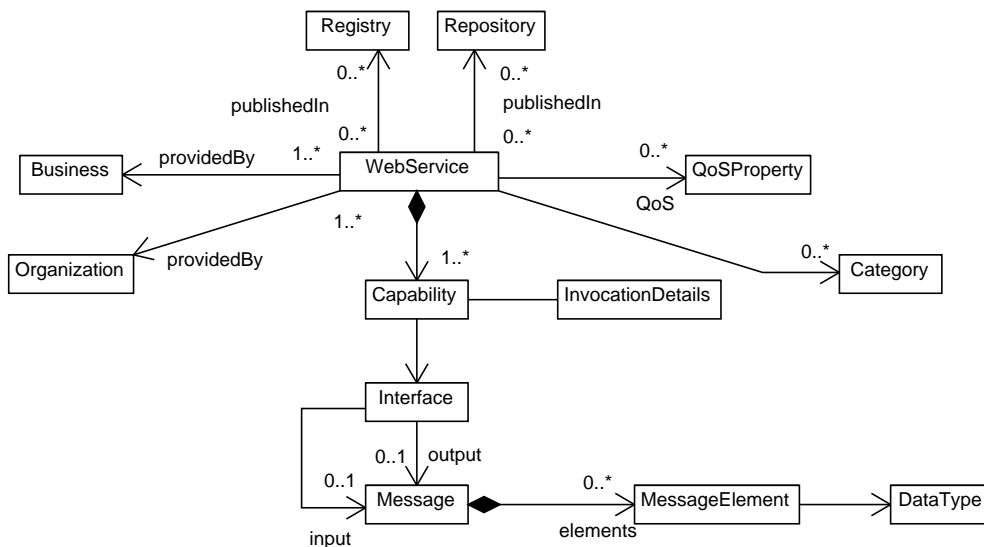 Registry
Repository
0..*
0..*
publishedIn
publishedIn
0..*
0..*
Business
providedBy
1..*
WebService
0..*
QoSProperty
QoS
1..*
Organization
providedBy
1..*
0..*
Category
Capability
InvocationDetails
Interface
0..1
output
0..1
input
Message
0..*
elements
MessageElement
DataType